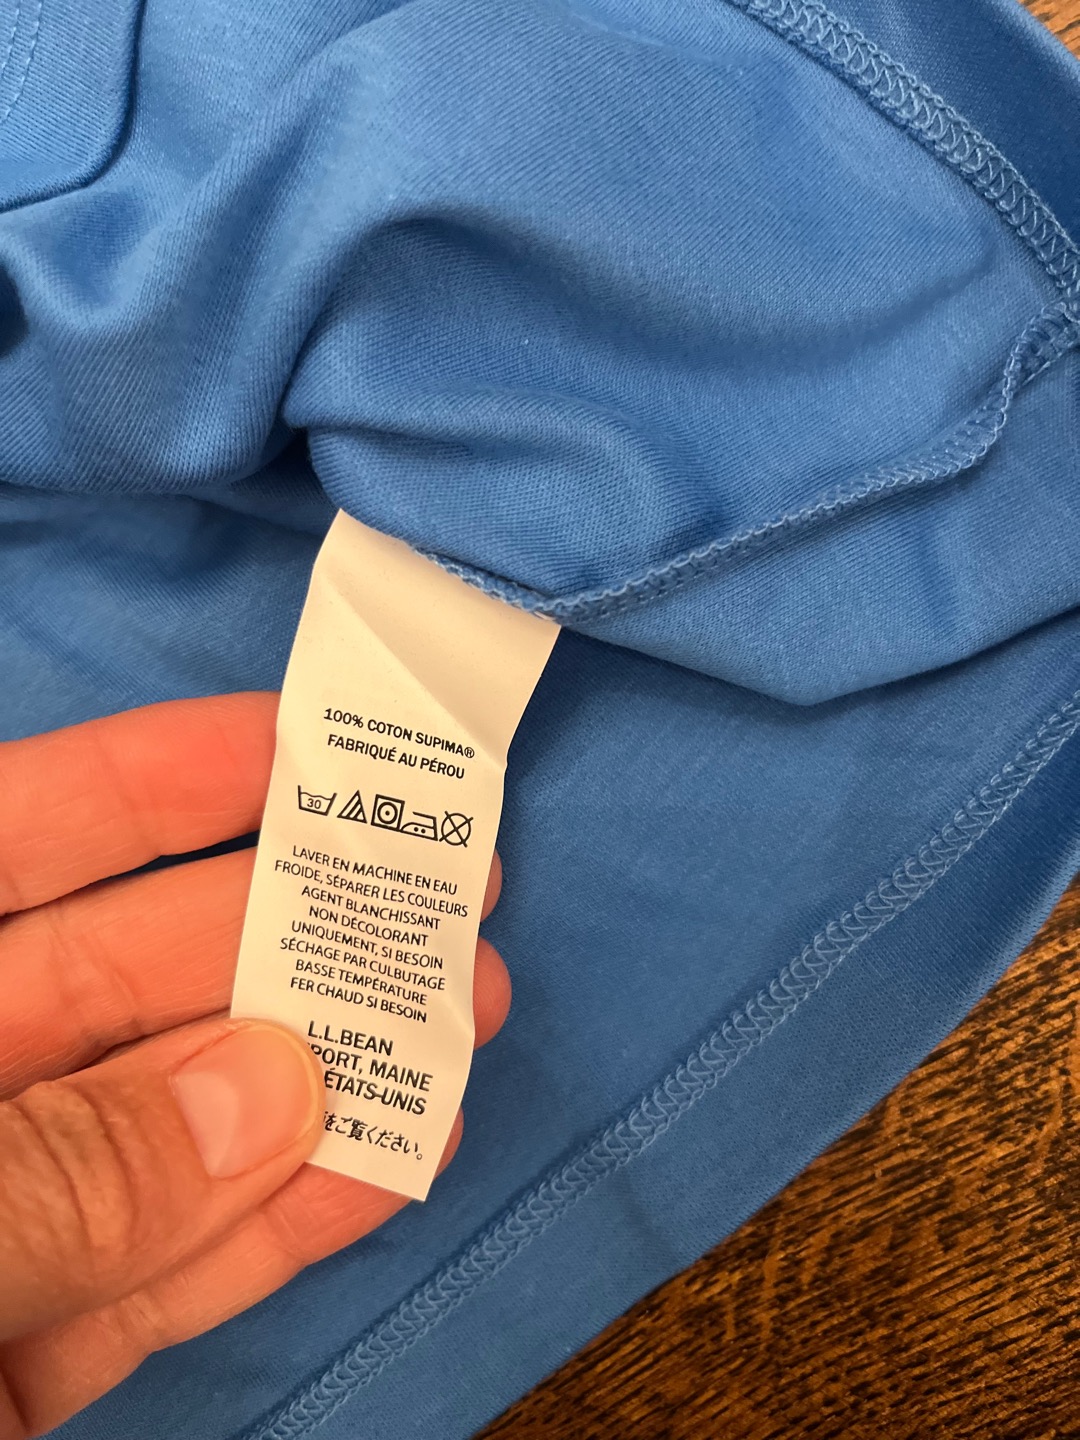 100% COTON SUPIMA®
FABRIQUÉ AU PÉROU
30
LAVER EN MACHINE EN EAU
FROIDE, SÉPARER LES COULEURS
AGENT BLANCHISSANT
NON DÉCOLORANT
UNIQUEMENT, SI BESOIN
SÉCHAGE PAR CULBUTAGE
BASSE TEMPÉRATURE
FER CHAUD SI BESOIN
L.L.BEAN
PORT, MAINE
ÉTATS-UNIS
をご覧ください。